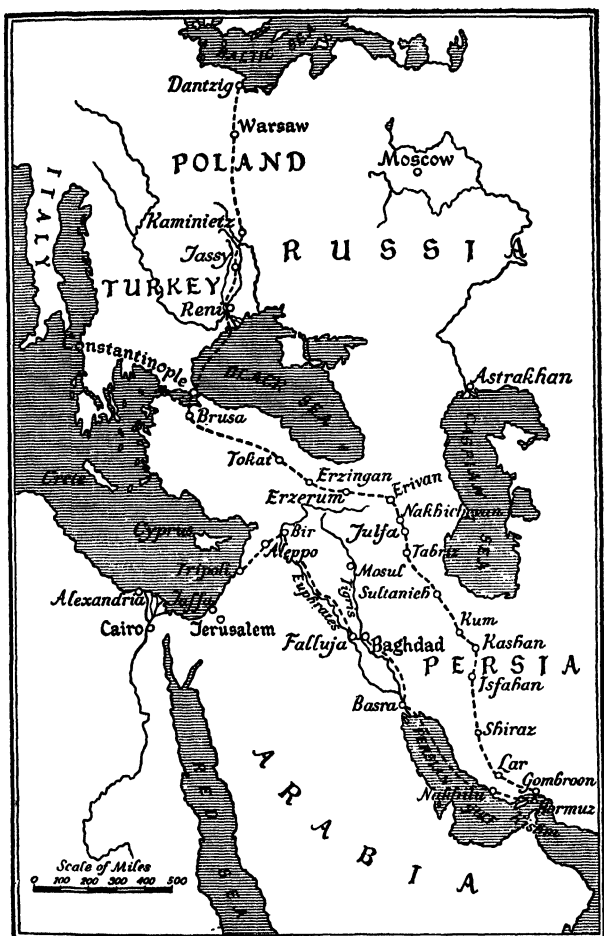 BALTIC SEA
Dantzig
Warsaw
POLAND
Moscow
ITALY
Kaminietz
RUSSIA
Jassy
TURKEY
Reni
Constantinople
BLACK SEA
Astrakhan
Brusa
CASPIAN SEA
Tokat
Erzingan
Erzerum
Erivan
Crete
Nakhichevan
Cyprus
Bir
Julfa
Aleppo
Tabriz
Tripoli
Mosul
Sultanieh
Alexandria
Jaffa
Euphrates
Tigris
Kum
Cairo
Jerusalem
Falluja
Baghdad
Kashan
PERSIA
Isfahan
Basra
Shiraz
PERSIAN GULF
ARABIA
Lar
Gombroon
RED SEA
Nakhilu
Hormuz
Kishm
Scale of Miles
0 100 200 300 400 500